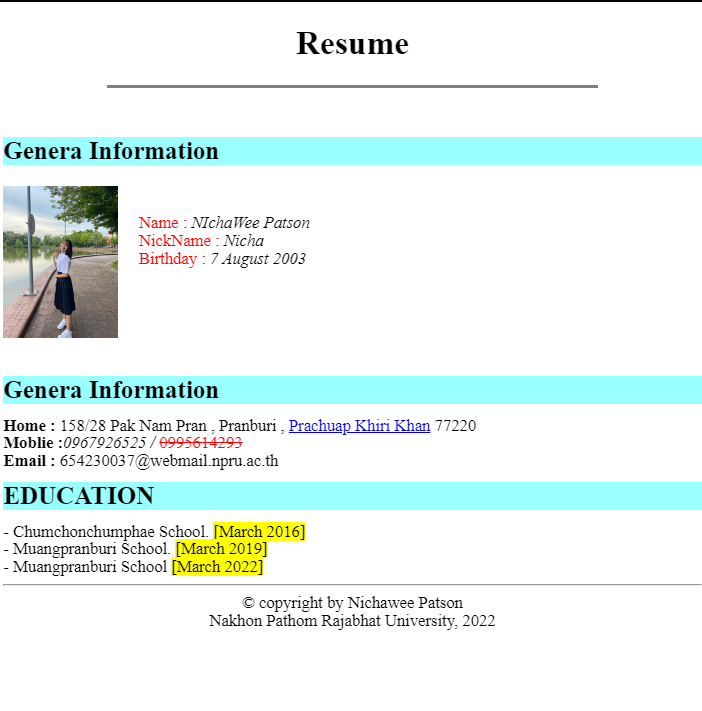 Resume
Genera Information
Name : NIchaWee Patson
NickName : Nicha
Birthday : 7 August 2003
Genera Information
Home : 158/28 Pak Nam Pran , Pranburi , Prachuap Khiri Khan 77220
Moblie :0967926525 / 0995614293
Email : 654230037@webmail.npru.ac.th
EDUCATION
- Chumchonchumphae School. [March 2016]
- Muangpranburi School. [March 2019]
- Muangpranburi School [March 2022]
© copyright by Nichawee Patson
Nakhon Pathom Rajabhat University, 2022